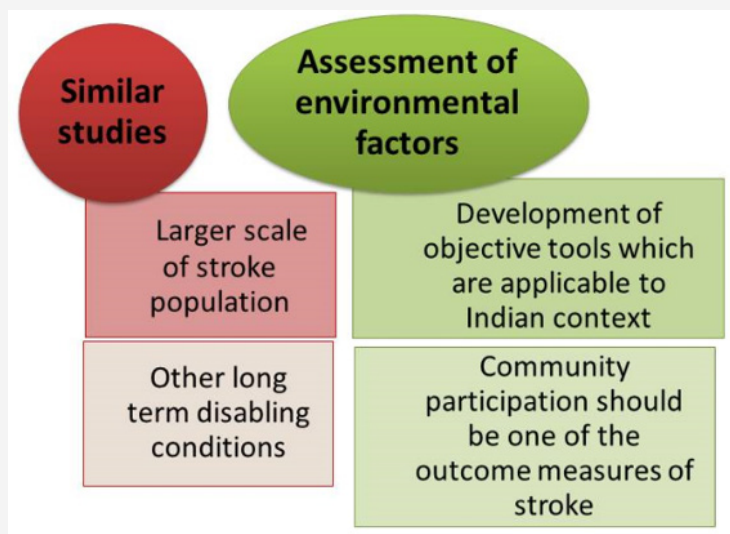 Similar
studies
Larger scale
of stroke
population
Other long
term disabling
conditions
Assessment of
environmental
factors
Development of
objective tools which
are applicable to
Indian context
Community
participation should
be one of the
outcome measures of
stroke